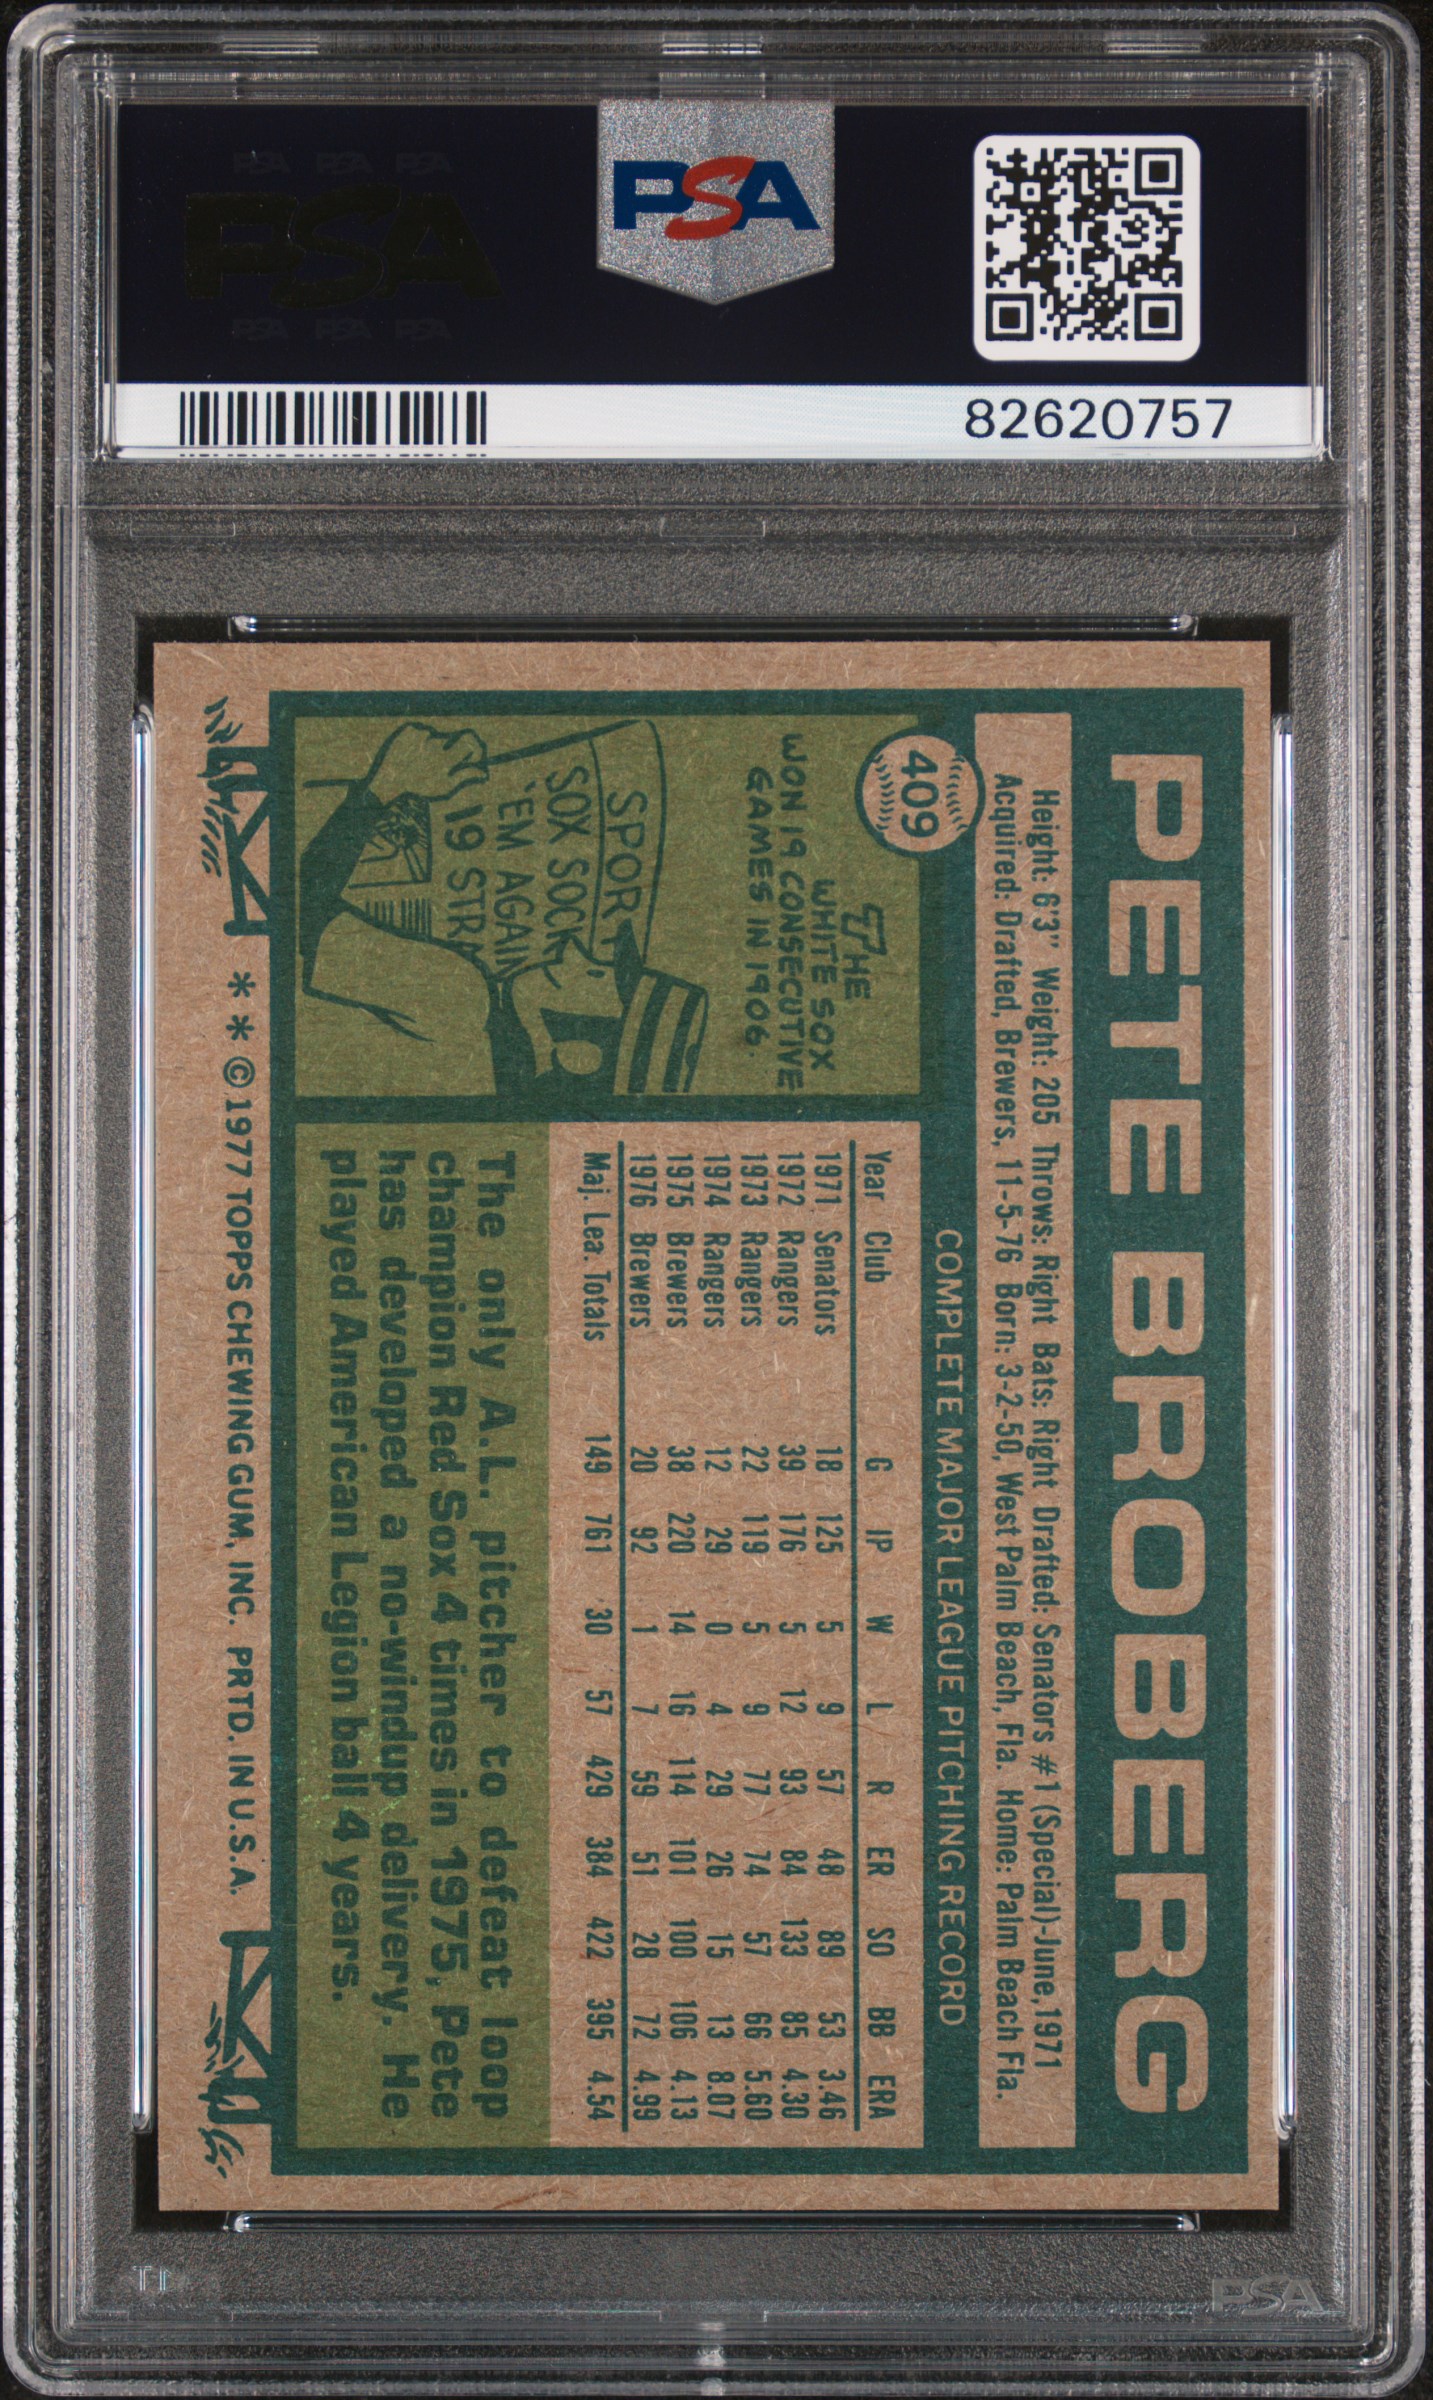 PSA
82620757
PETE BROBERG
Height: 6'3" Weight: 205 Throws: Right Bats: Right Drafted: Senators #1 (Special)-June,1971
Acquired: Drafted, Brewers, 11-5-76 Born: 3-2-50, West Palm Beach, Fla. Home: Palm Beach Fla.
409
COMPLETE MAJOR LEAGUE PITCHING RECORD
THE
WHITE SOX
WON 19 CONSECUTIVE
GAMES IN 1906.
SPORT
SOX SOCK
'EM AGAIN
19 STRA
Year Club G IP W L R ER SO BB ERA
1971 Senators 18 125 5 9 57 48 89 53 3.46
1972 Rangers 39 176 5 12 93 84 133 85 4.30
1973 Rangers 22 119 5 9 77 74 57 66 5.60
1974 Rangers 12 29 0 4 29 26 15 13 8.07
1975 Brewers 38 220 14 16 114 101 100 106 4.13
1976 Brewers 20 92 1 7 59 51 28 72 4.99
Maj. Lea. Totals 149 761 30 57 429 384 422 395 4.54
The only A.L. pitcher to defeat loop
champion Red Sox 4 times in 1975, Pete
has developed a no-windup delivery. He
played American Legion ball 4 years.
* * © 1977 TOPPS CHEWING GUM, INC. PRTD. IN U.S.A.
PSA